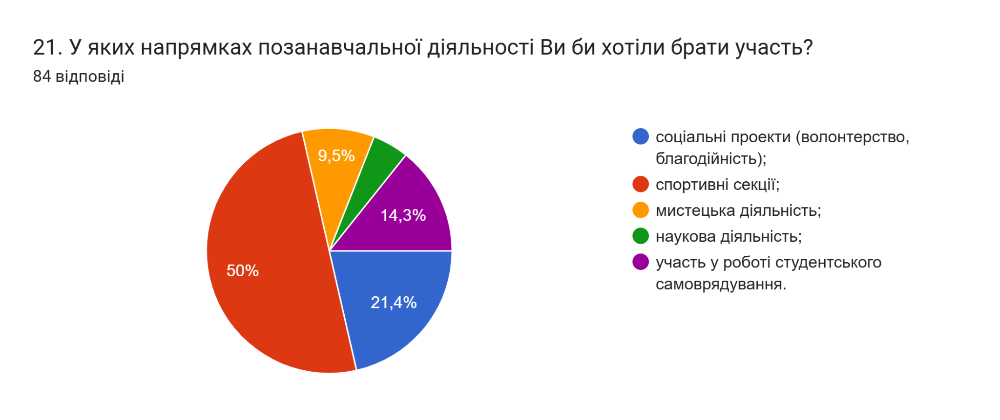 21. У яких напрямках позанавчальної діяльності Ви би хотіли брати участь?
84 відповіді
9,5%
14,3%
50%
21,4%
соціальні проекти (волонтерство,
благодійність);
спортивні секції;
мистецька діяльність;
наукова діяльність;
участь у роботі студентського
самоврядування.